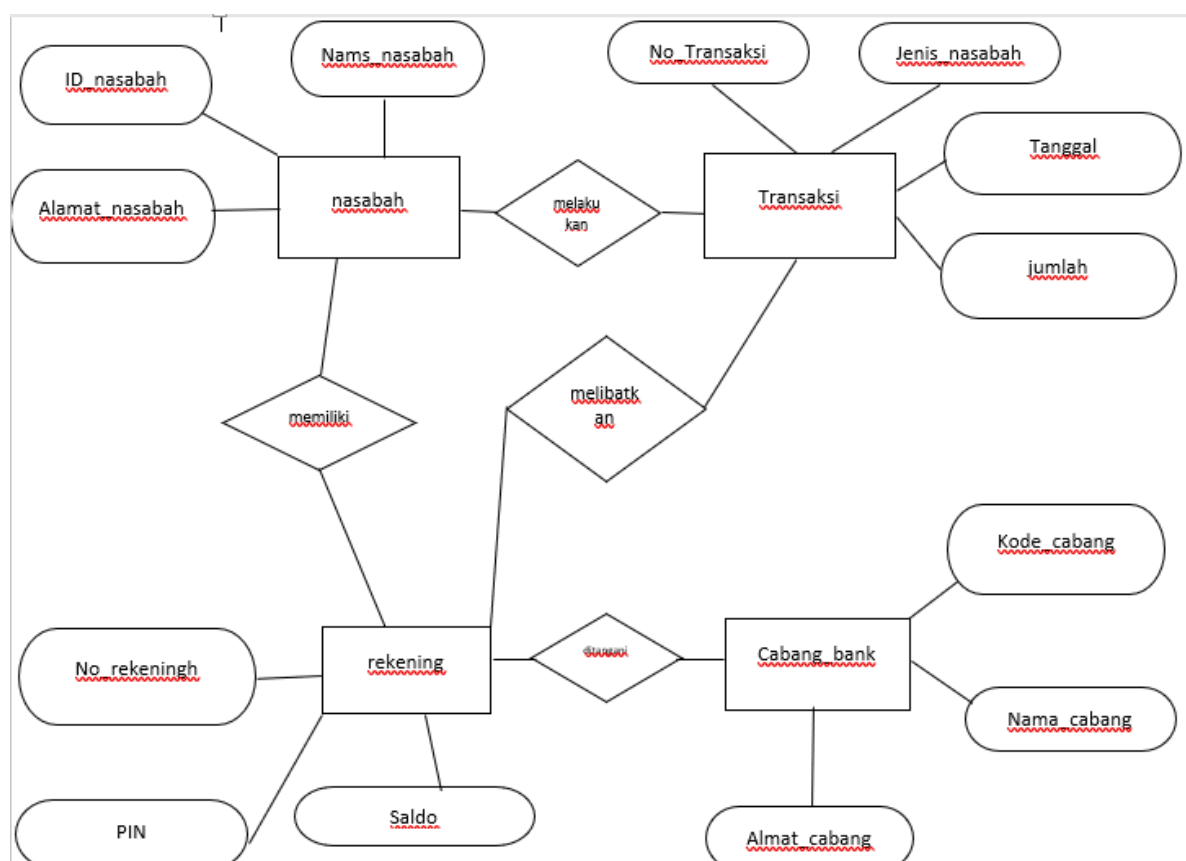 ID_nasabah
Nams_nasabah
No_Transaksi
Jenis_nasabah
Tanggal
Alamat_nasabah
nasabah
melaku
kan
Transaksi
jumlah
memiliki
melibatk
an
Kode_cabang
No_rekeningh
rekening
ditangani
Cabang_bank
Nama_cabang
PIN
Saldo
Almat_cabang